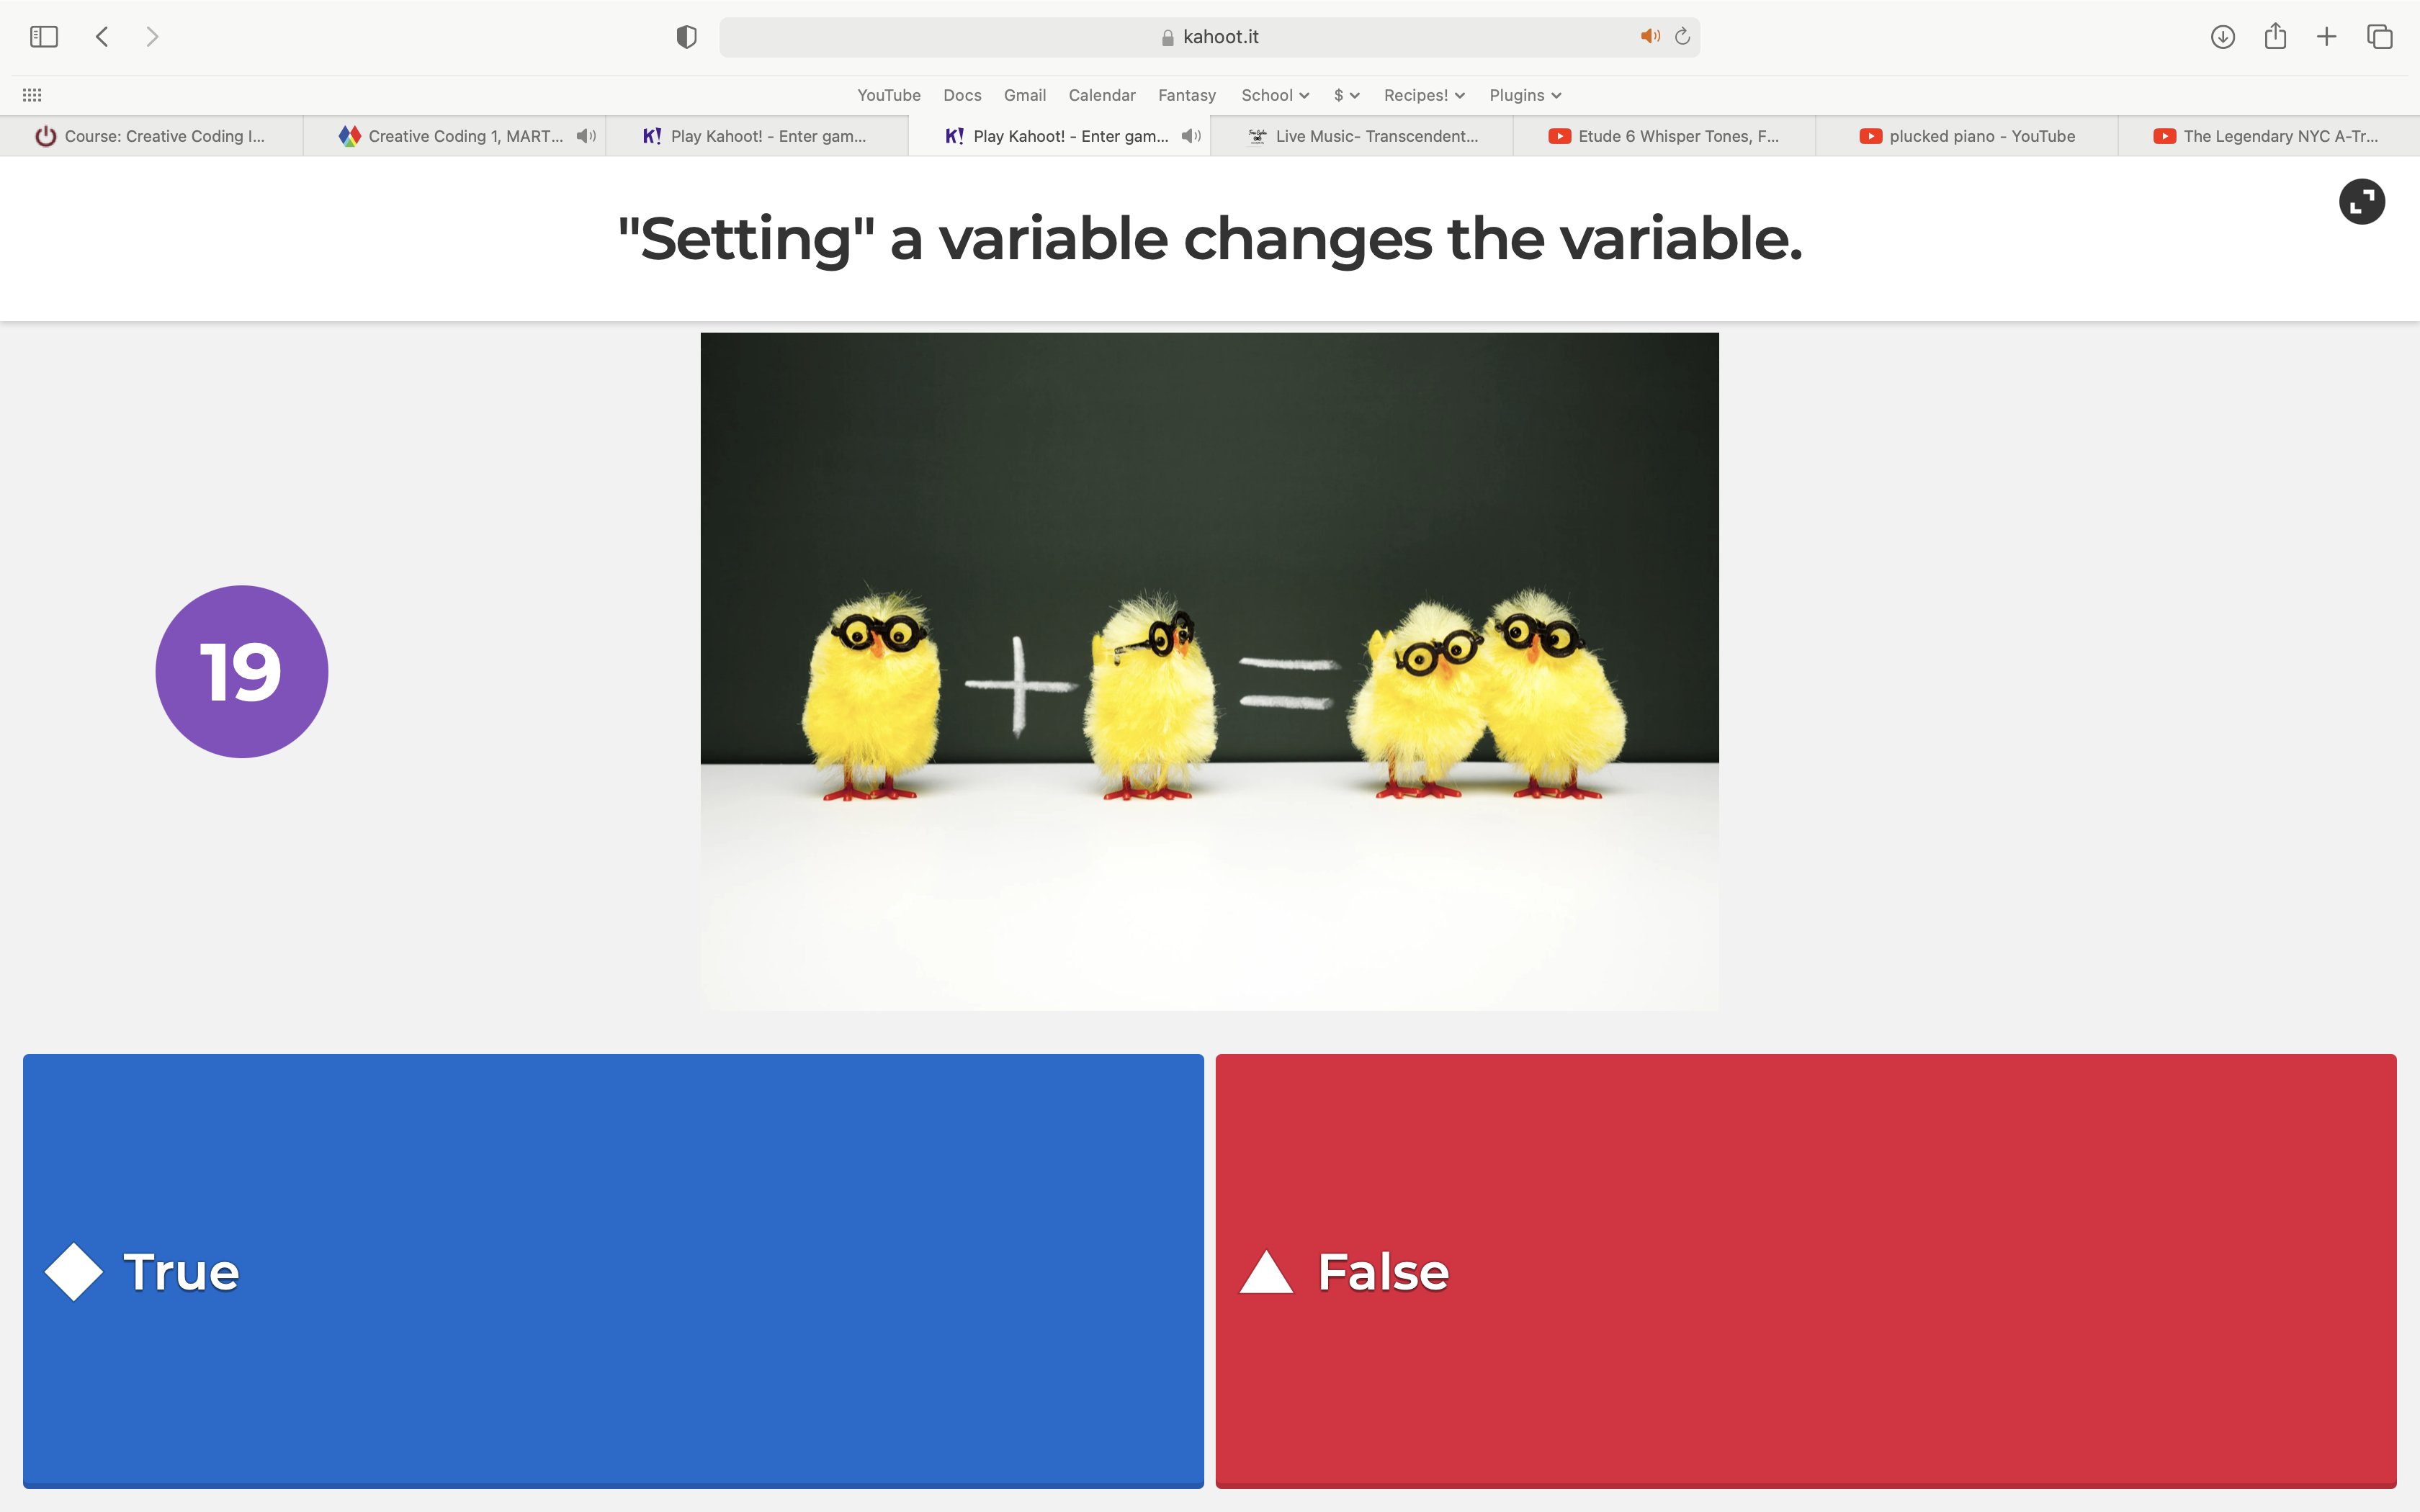 kahoot.it
YouTube Docs Gmail Calendar Fantasy School $ Recipes! Plugins
Course: Creative Coding I... Creative Coding 1, MART... K! Play Kahoot! - Enter gam... K! Play Kahoot! - Enter gam... Live Music- Transcendent... Etude 6 Whisper Tones, F... plucked piano - YouTube The Legendary NYC A-Tr...
"Setting" a variable changes the variable.
19
+ =
True False